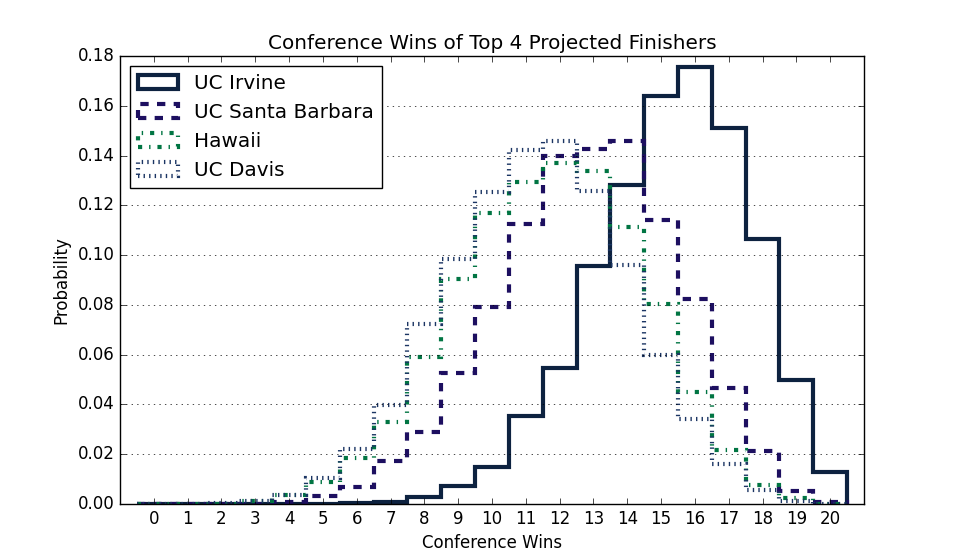 Conference Wins of Top 4 Projected Finishers
UC Irvine
UC Santa Barbara
Hawaii
UC Davis
Probability
0.18
0.16
0.14
0.12
0.10
0.08
0.06
0.04
0.02
0.00
0 1 2 3 4 5 6 7 8 9 10 11 12 13 14 15 16 17 18 19 20
Conference Wins